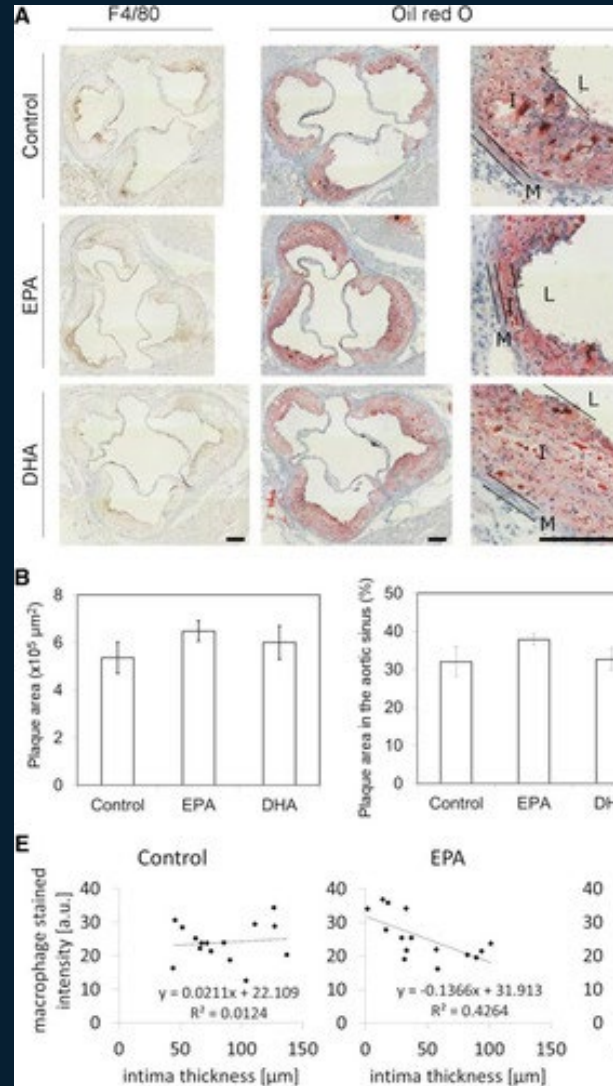 A
F4/80
Oil red O
Control
L
I
M
EPA
L
I
M
DHA
L
I
M
B
Plaque area (x10⁵ μm²)
8
6
4
2
0
Control EPA DHA
Plaque area in the aortic sinus (%)
50
40
30
20
10
0
Control EPA DH
E
Control
macrophage stained
intensity [a.u.]
40
30
20
10
0
y = 0.0211x + 22.109
R² = 0.0124
0 50 100 150
intima thickness [μm]
EPA
40
30
20
10
0
y = -0.1366x + 31.913
R² = 0.4264
0 50 100 150
intima thickness [μm]
40
30
20
10
0